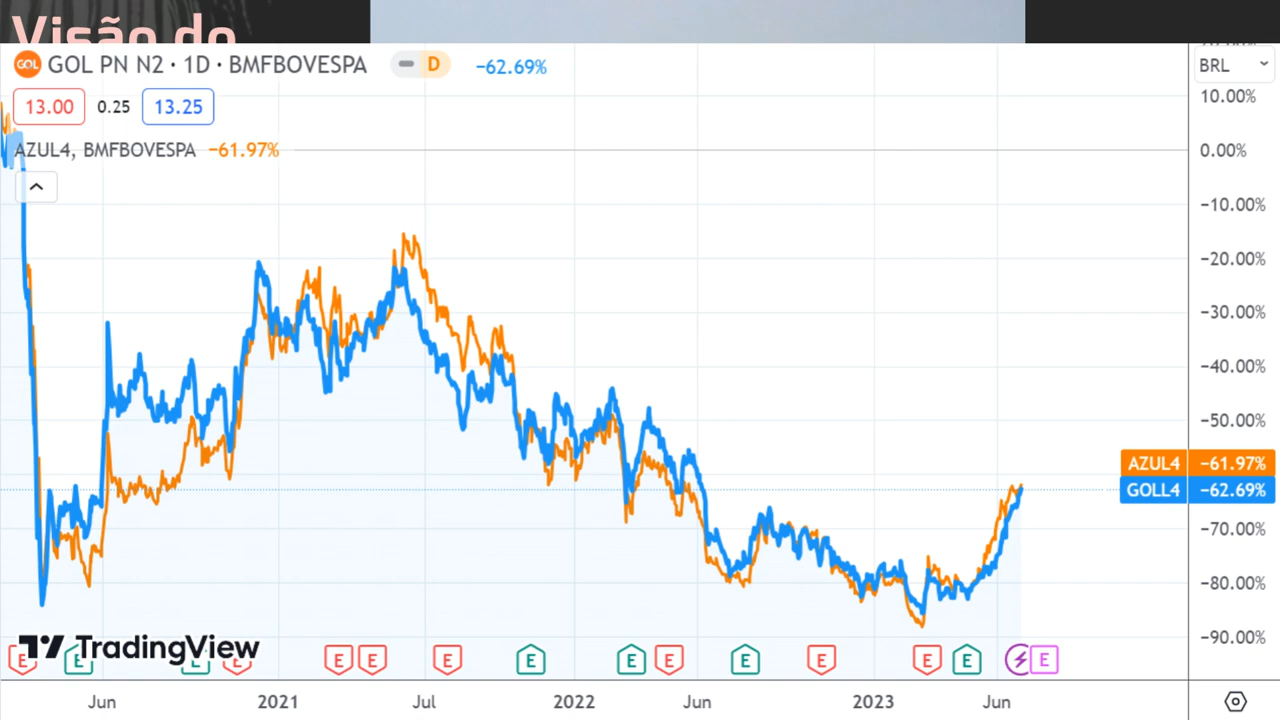 Visão do
GOL GOL PN N2 · 1D · BMFBOVESPA D −62.69% BRL
13.00 0.25 13.25
10.00%
AZUL4, BMFBOVESPA −61.97%
0.00%
−10.00%
−20.00%
−30.00%
−40.00%
−50.00%
AZUL4 −61.97%
GOLL4 −62.69%
−70.00%
−80.00%
−90.00%
TradingView
E E E E E E E E E E E E E E E
Jun 2021 Jul 2022 Jun 2023 Jun